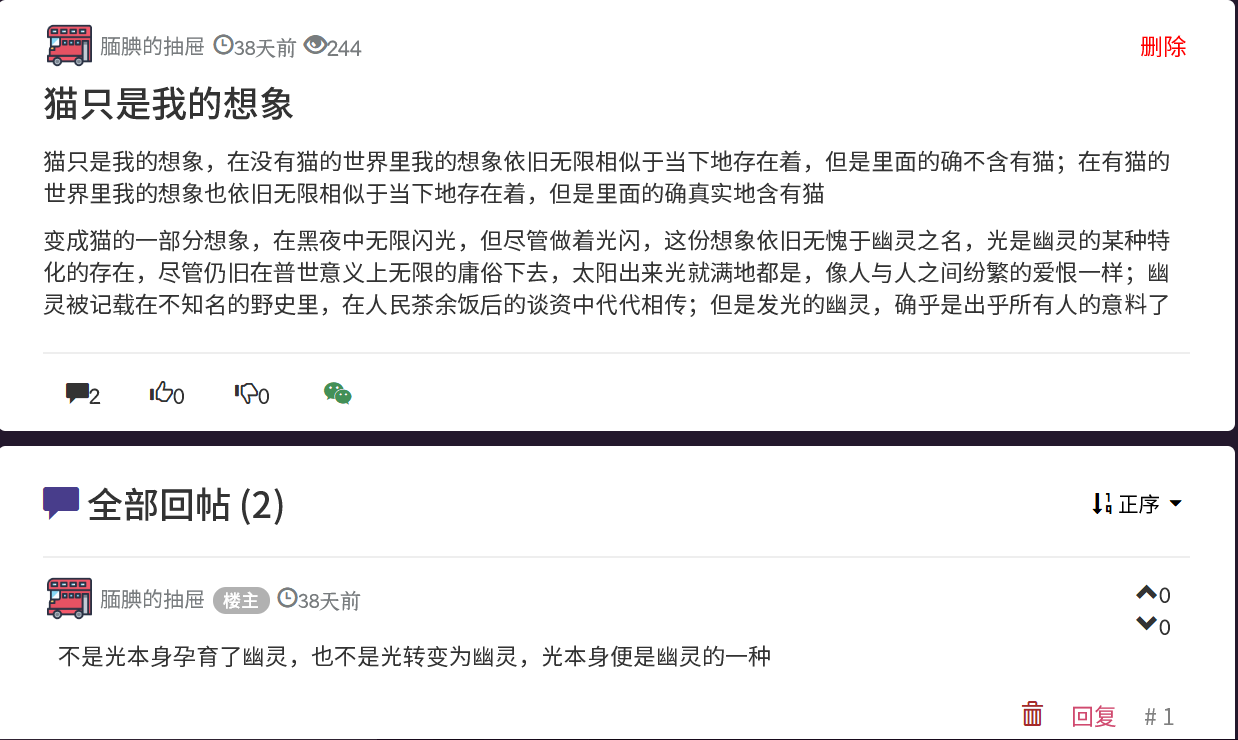 腼腆的抽屉 38天前 244 删除
猫只是我的想象
猫只是我的想象，在没有猫的世界里我的想象依旧无限相似于当下地存在着，但是里面的确不含有猫；在有猫的
世界里我的想象也依旧无限相似于当下地存在着，但是里面的确真实地含有猫
变成猫的一部分想象，在黑夜中无限闪光，但尽管做着光闪，这份想象依旧无愧于幽灵之名，光是幽灵的某种特
化的存在，尽管仍旧在普世意义上无限的庸俗下去，太阳出来光就满地都是，像人与人之间纷繁的爱恨一样；幽
灵被记载在不知名的野史里，在人民茶余饭后的谈资中代代相传；但是发光的幽灵，确乎是出乎所有人的意料了
2 0 0
全部回帖 (2) 正序
腼腆的抽屉 楼主 38天前 0
0
不是光本身孕育了幽灵，也不是光转变为幽灵，光本身便是幽灵的一种
回复 # 1